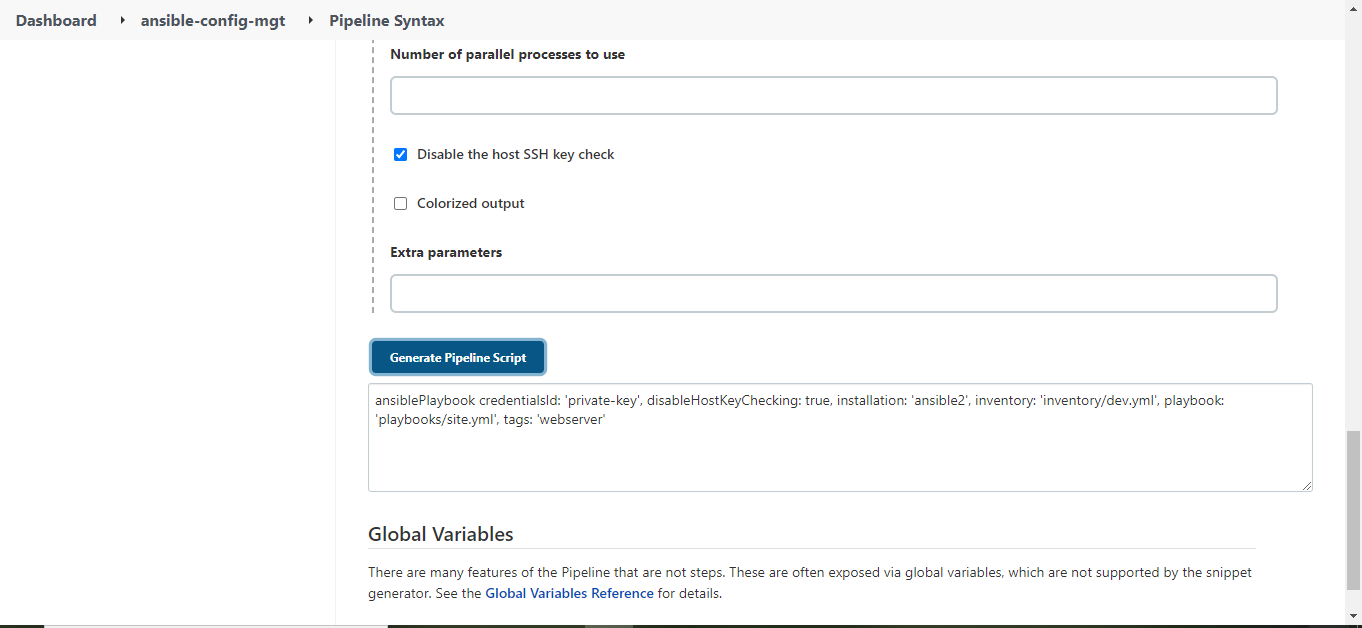 Dashboard ansible-config-mgt Pipeline Syntax
Number of parallel processes to use
Disable the host SSH key check
Colorized output
Extra parameters
Generate Pipeline Script
ansiblePlaybook credentialsId: 'private-key', disableHostKeyChecking: true, installation: 'ansible2', inventory: 'inventory/dev.yml', playbook:
'playbooks/site.yml', tags: 'webserver'
Global Variables
There are many features of the Pipeline that are not steps. These are often exposed via global variables, which are not supported by the snippet
generator. See the Global Variables Reference for details.